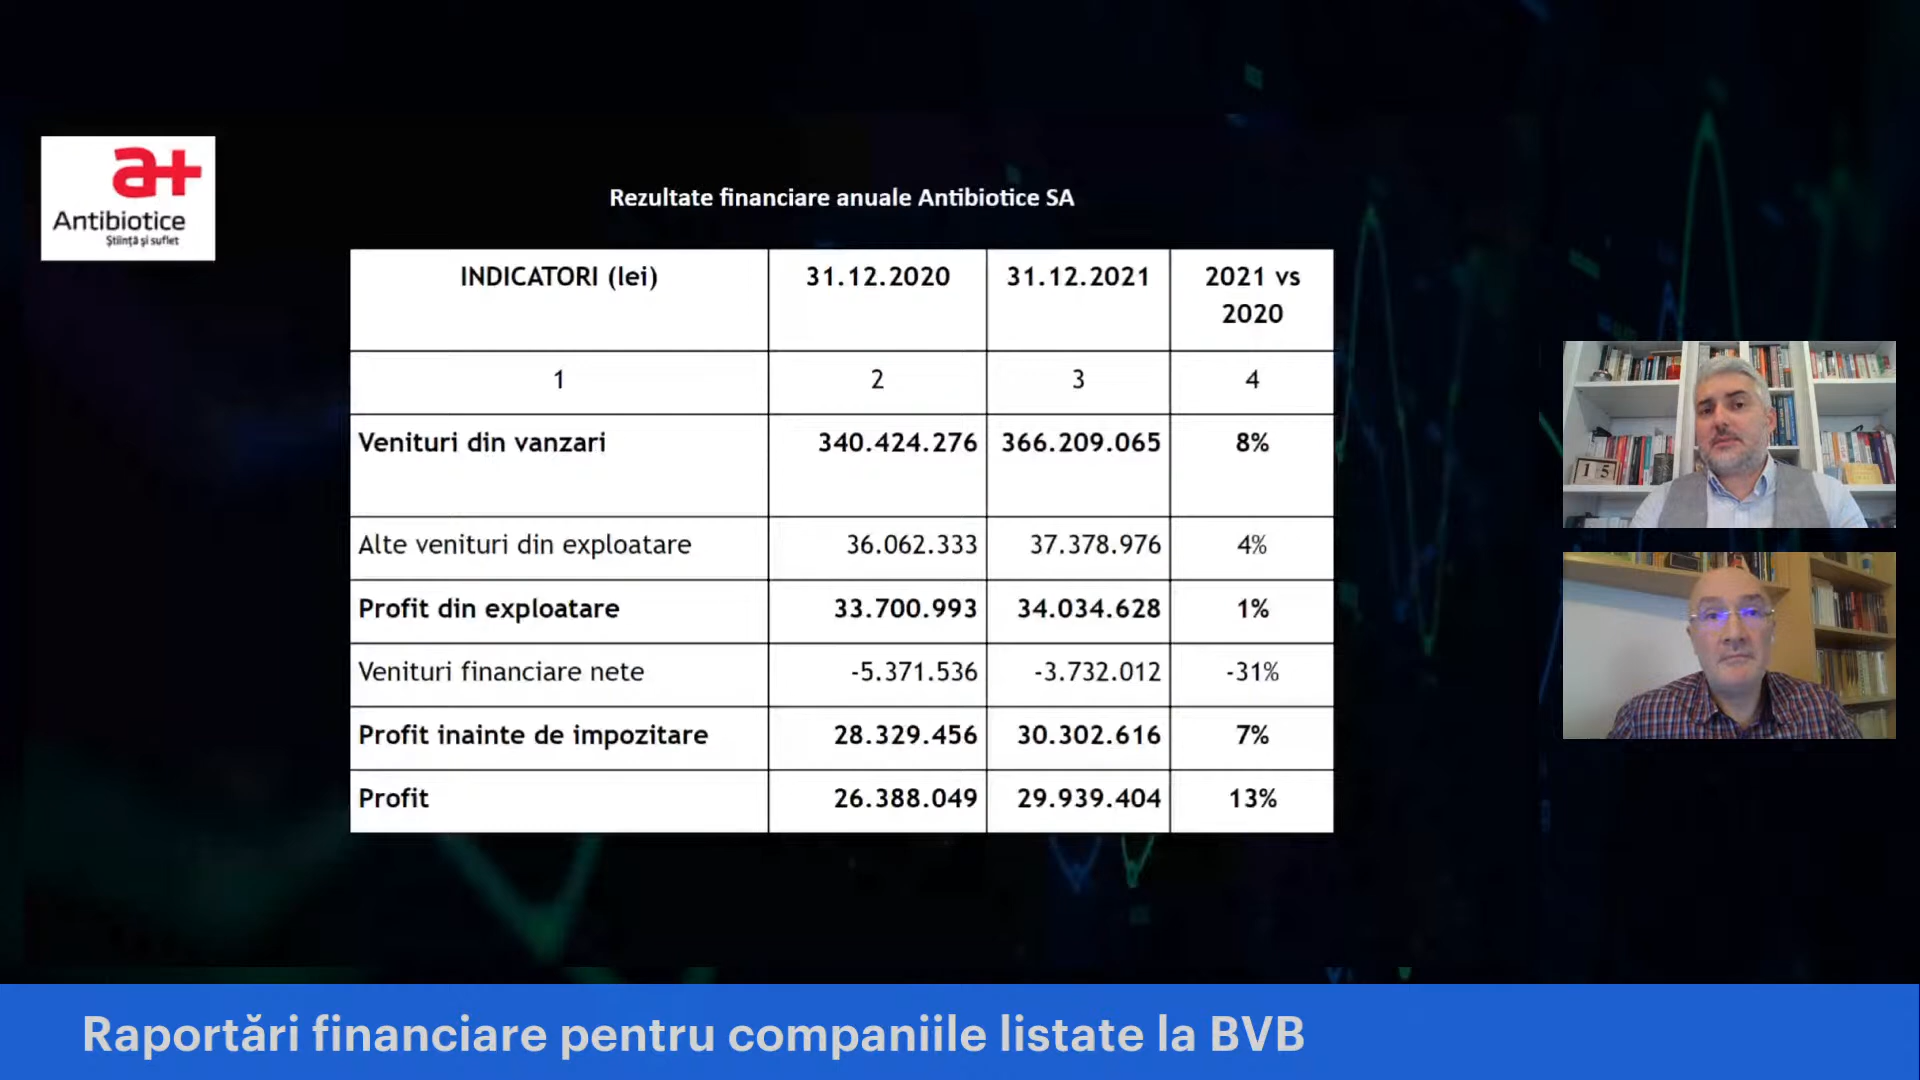 a+
Antibiotice
Știință și suflet
Rezultate financiare anuale Antibiotice SA
INDICATORI (lei) 31.12.2020 31.12.2021 2021 vs
2020
1 2 3 4
Venituri din vanzari 340.424.276 366.209.065 8%
Alte venituri din exploatare 36.062.333 37.378.976 4%
Profit din exploatare 33.700.993 34.034.628 1%
Venituri financiare nete -5.371.536 -3.732.012 -31%
Profit inainte de impozitare 28.329.456 30.302.616 7%
Profit 26.388.049 29.939.404 13%
1 5
Raportări financiare pentru companiile listate la BVB